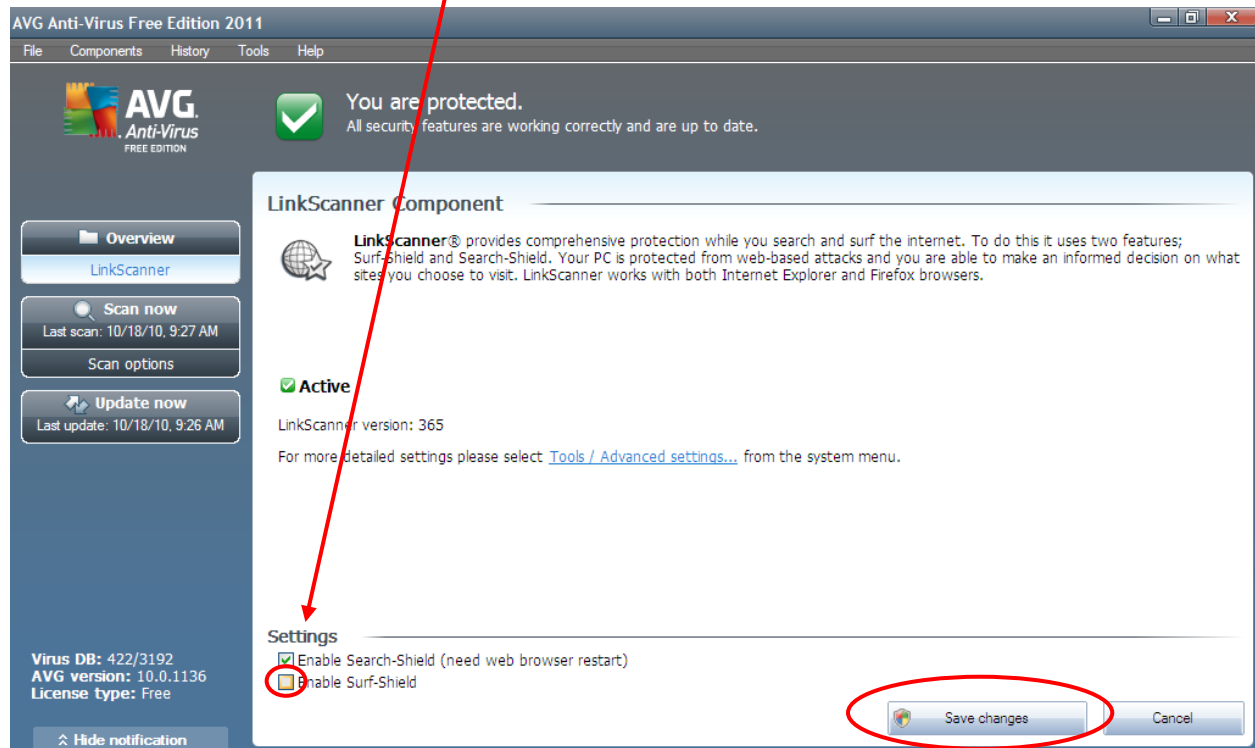 AVG Anti-Virus Free Edition 2011
File Components History Tools Help
AVG.
Anti-Virus
FREE EDITION
You are protected.
All security features are working correctly and are up to date.
LinkScanner Component
LinkScanner® provides comprehensive protection while you search and surf the internet. To do this it uses two features;
Surf-Shield and Search-Shield. Your PC is protected from web-based attacks and you are able to make an informed decision on what
sites you choose to visit. LinkScanner works with both Internet Explorer and Firefox browsers.
Overview
LinkScanner
Scan now
Last scan: 10/18/10, 9:27 AM
Scan options
Update now
Last update: 10/18/10, 9:26 AM
Active
LinkScanner version: 365
For more detailed settings please select Tools / Advanced settings... from the system menu.
Settings
Enable Search-Shield (need web browser restart)
Enable Surf-Shield
Virus DB: 422/3192
AVG version: 10.0.1136
License type: Free
Save changes Cancel
Hide notification